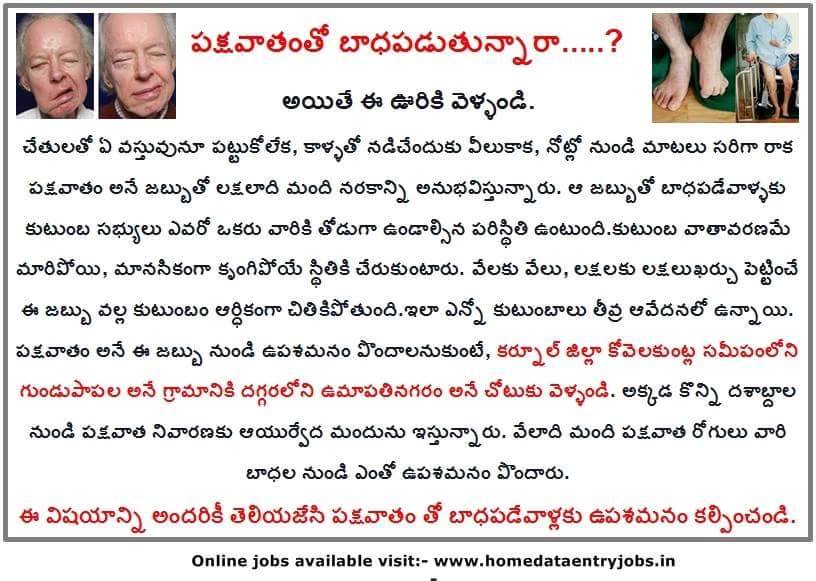 పక్షవాతంతో బాధపడుతున్నారా.....?
అయితే ఈ ఊరికి వెళ్ళండి.
చేతులతో ఏ వస్తువునూ పట్టుకోలేక, కాళ్ళతో నడిచేందుకు వీలుకాక, నోట్లో నుండి మాటలు సరిగా రాక
పక్షవాతం అనే జబ్బుతో లక్షలాది మంది నరకాన్ని అనుభవిస్తున్నారు. ఆ జబ్బుతో బాధపడేవాళ్ళకు
కుటుంబ సభ్యులు ఎవరో ఒకరు వారికి తోడుగా ఉండాల్సిన పరిస్థితి ఉంటుంది.కుటుంబ వాతావరణమే
మారిపోయి, మానసికంగా కృంగిపోయే స్థితికి చేరుకుంటారు. వేలకు వేలు, లక్షలకు లక్షలుఖర్చు పెట్టించే
ఈ జబ్బు వల్ల కుటుంబం ఆర్ధికంగా చితికిపోతుంది.ఇలా ఎన్నో కుటుంబాలు తీవ్ర ఆవేదనలో ఉన్నాయి.
పక్షవాతం అనే ఈ జబ్బు నుండి ఉపశమనం పొందాలనుకుంటే, కర్నూల్ జిల్లా కోవెలకుంట్ల సమీపంలోని
గుండుపాపల అనే గ్రామానికి దగ్గరలోని ఉమాపతినగరం అనే చోటుకు వెళ్ళండి. అక్కడ కొన్ని దశాబ్దాల
నుండి పక్షవాత నివారణకు ఆయుర్వేద మందును ఇస్తున్నారు. వేలాది మంది పక్షవాత రోగులు వారి
బాధల నుండి ఎంతో ఉపశమనం పొందారు.
ఈ విషయాన్ని అందరికీ తెలియజేసి పక్షవాతం తో బాధపడేవాళ్లకు ఉపశమనం కల్పించండి.
Online jobs available visit:- www.homedataentryjobs.in
-